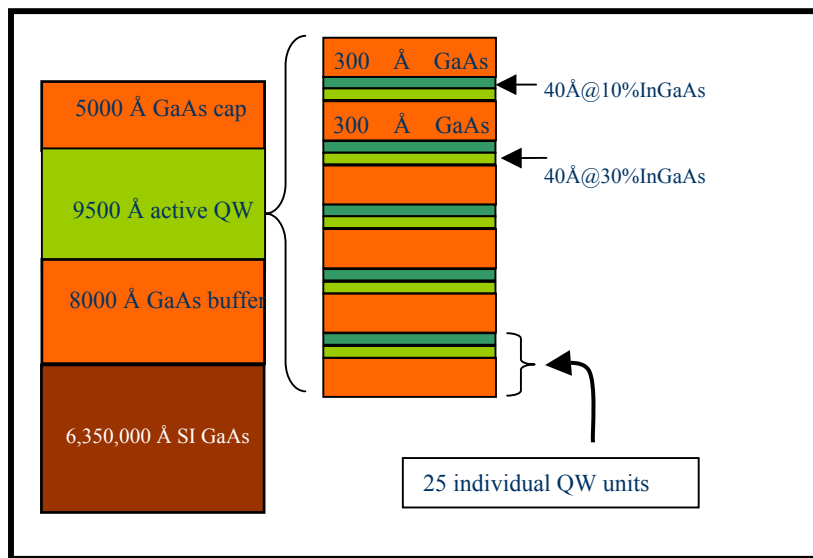 5000 Å GaAs cap
9500 Å active QW
8000 Å GaAs buffer
6,350,000 Å SI GaAs
300 Å GaAs
40Å@10%InGaAs
300 Å GaAs
40Å@30%InGaAs
25 individual QW units